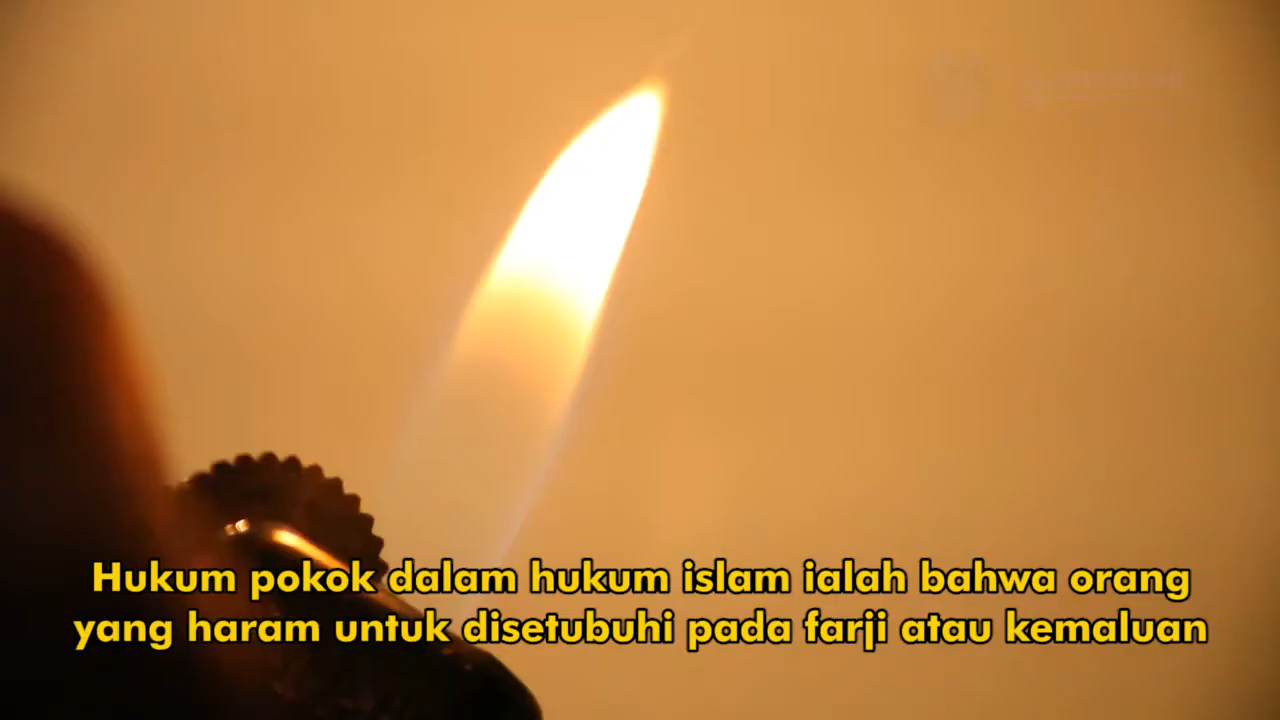 Hukum pokok dalam hukum islam ialah bahwa orang
yang haram untuk disetubuhi pada farji atau kemaluan